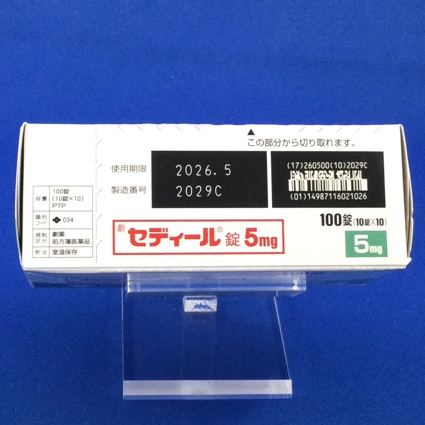 ▲
この部分から切り取れます。
使用期限 2026.5
製造番号 2029C
(17)260500(10)2029C
(01)14987116021026
容量 100錠
(10錠×10)
PTP
識別コード 034
規制区分 劇薬
処方箋医薬品
貯法 室温保存
劇 セディール®錠5mg
100錠(10錠×10)
5mg